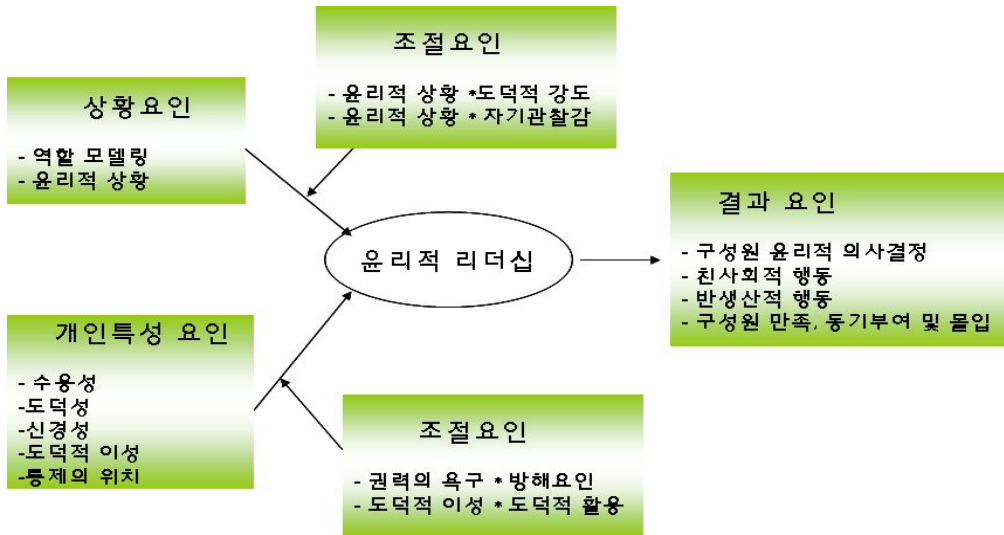 조절요인
- 윤리적 상황 *도덕적 강도
- 윤리적 상황 * 자기관찰감
상황요인
- 역할 모델링
- 윤리적 상황
윤리적 리더십
결과 요인
- 구성원 윤리적 의사결정
- 친사회적 행동
- 반생산적 행동
- 구성원 만족, 동기부여 및 몰입
개인특성 요인
- 수용성
-도덕성
-신경성
-도덕적 이성
-통제의 위치
조절요인
- 권력의 욕구 * 방해요인
- 도덕적 이성 * 도덕적 활용